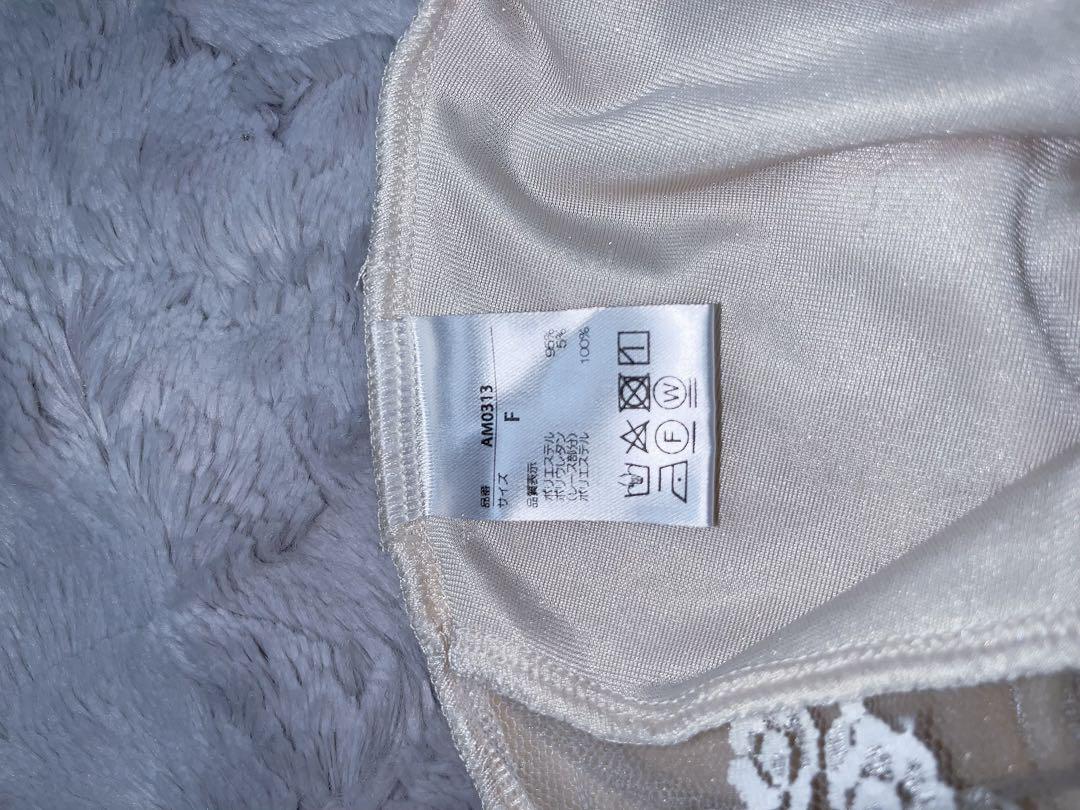 品番 AM0313
サイズ F
品質表示
ポリエステル 95%
ポリウレタン 5%
(レース部分)
ポリエステル 100%
F W